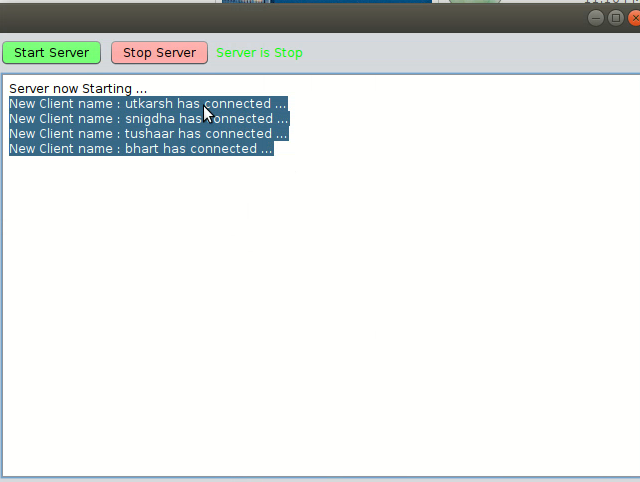 Start Server Stop Server Server is Stop
Server now Starting ...
New Client name : utkarsh has connected ...
New Client name : snigdha has connected ...
New Client name : tushaar has connected ...
New Client name : bhart has connected ...